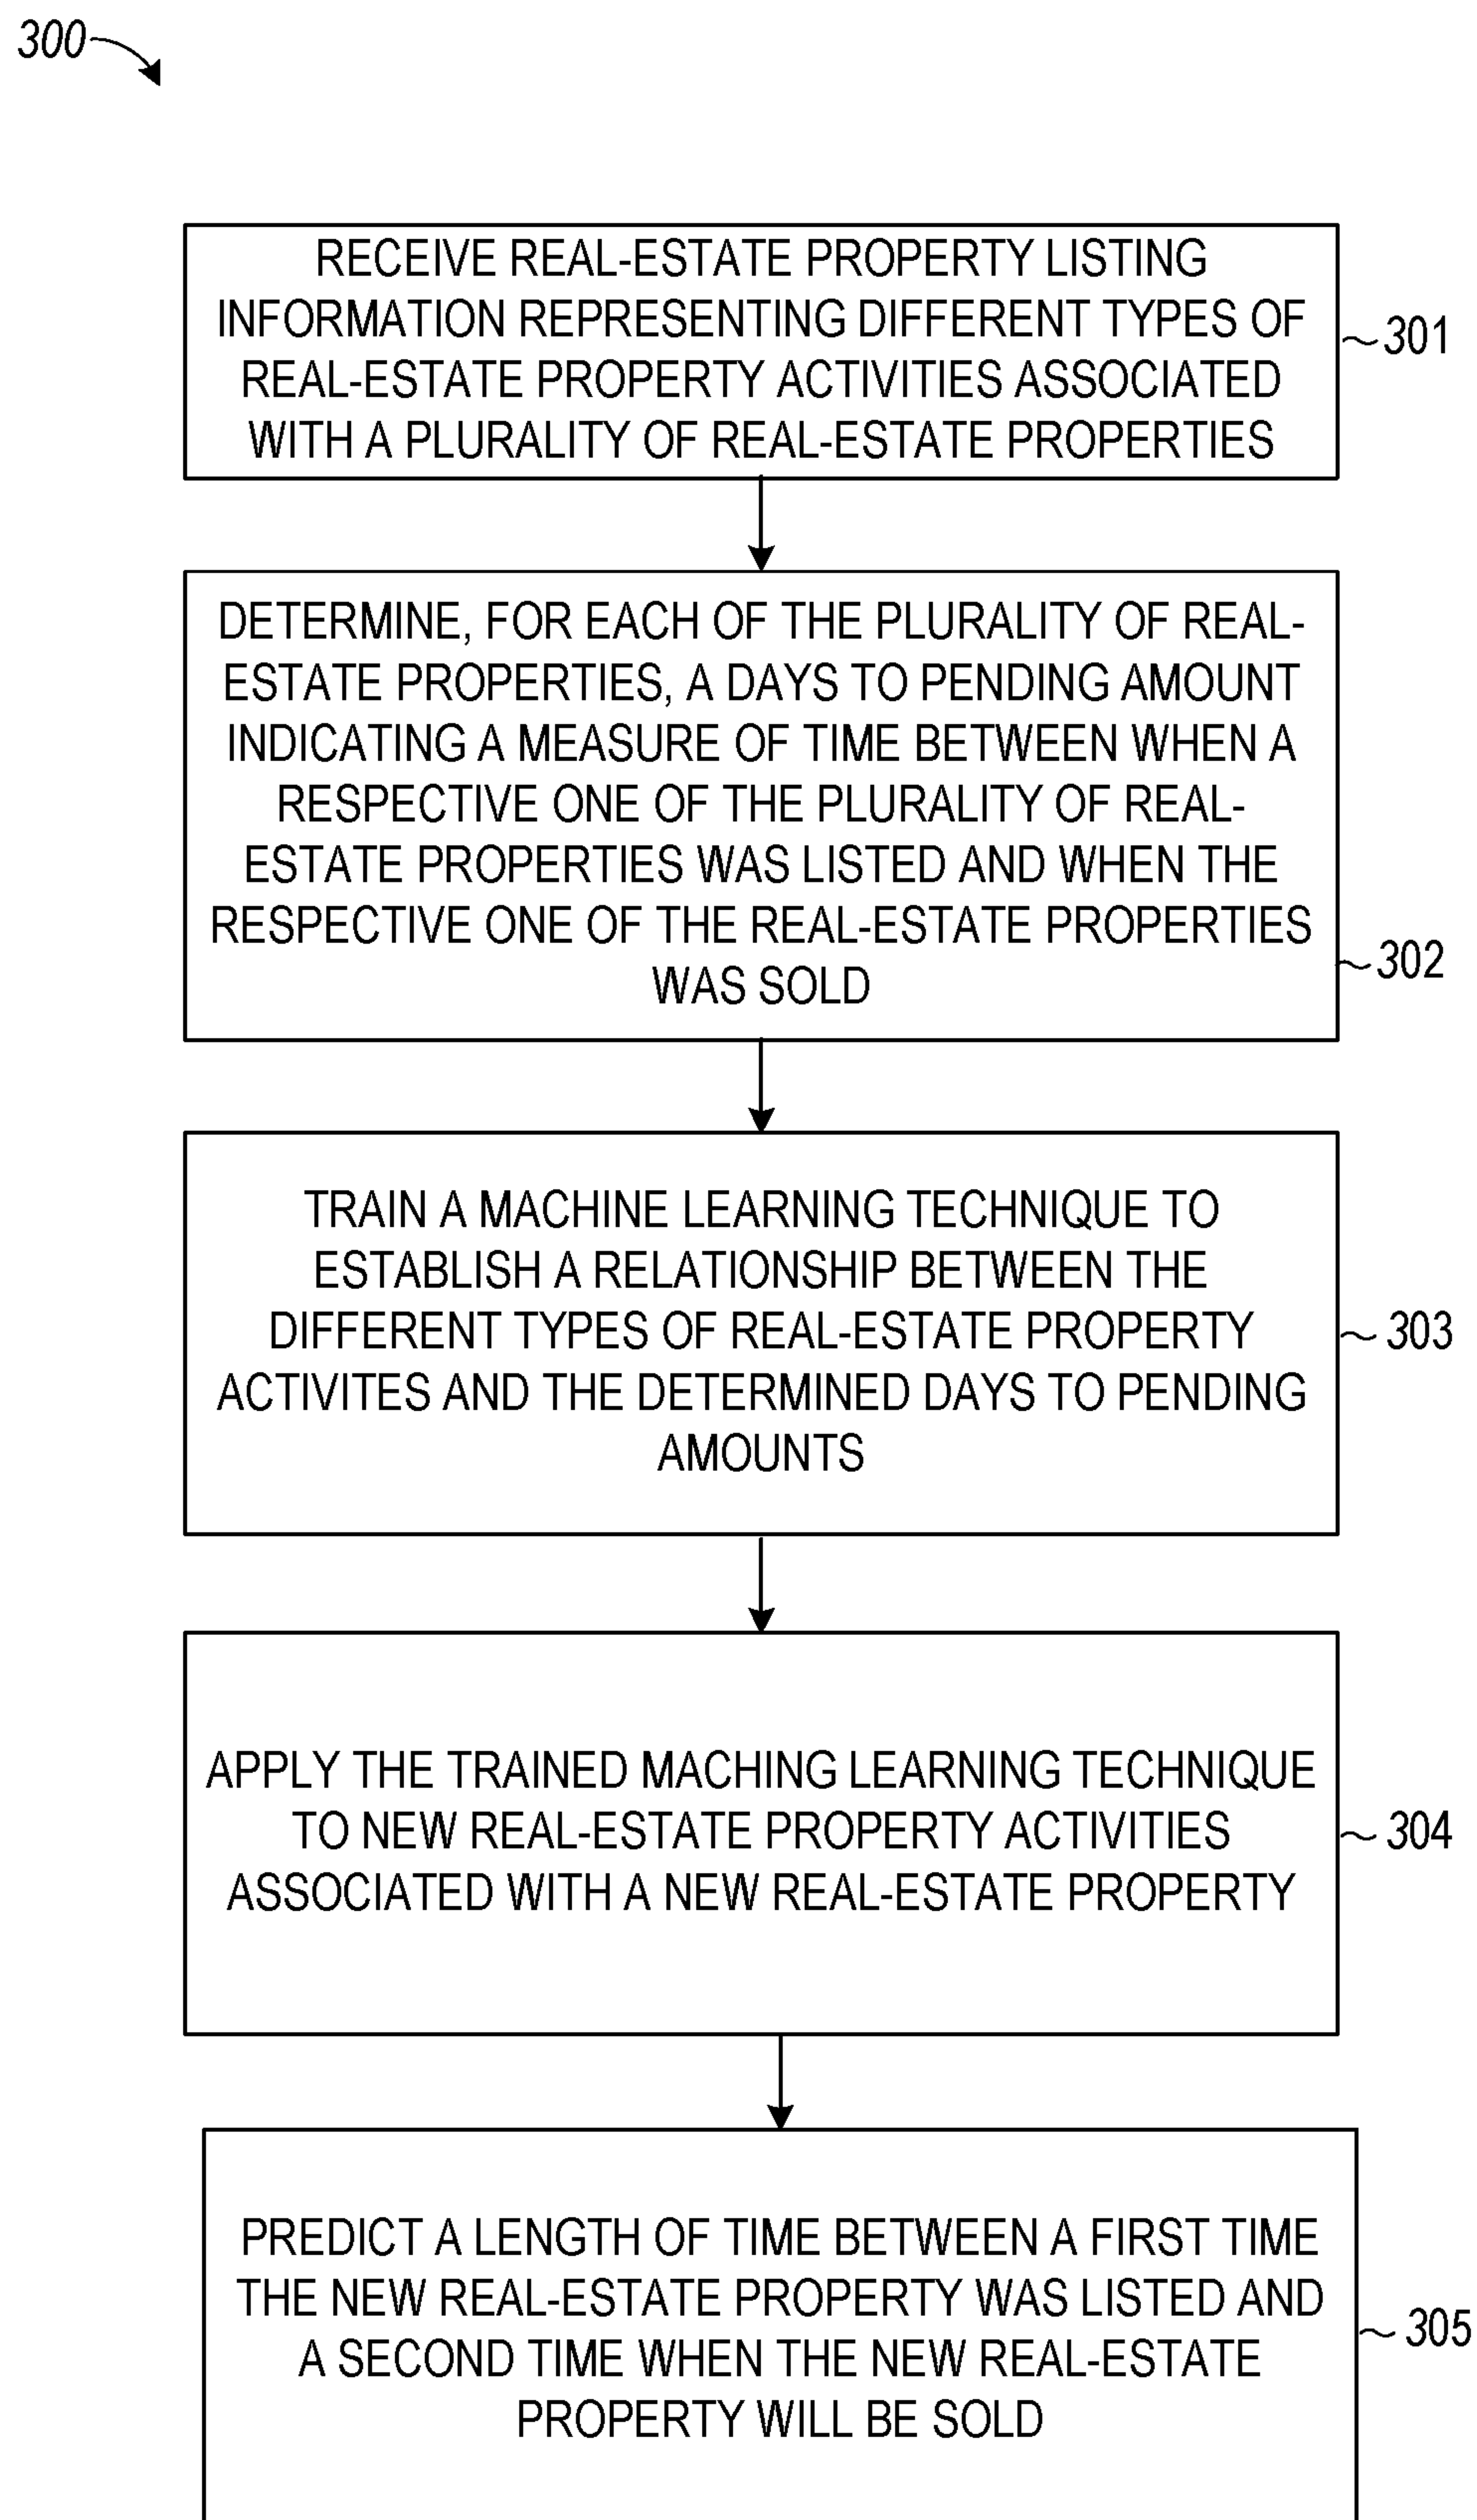 300
RECEIVE REAL-ESTATE PROPERTY LISTING
INFORMATION REPRESENTING DIFFERENT TYPES OF
REAL-ESTATE PROPERTY ACTIVITIES ASSOCIATED
WITH A PLURALITY OF REAL-ESTATE PROPERTIES
301
DETERMINE, FOR EACH OF THE PLURALITY OF REAL-
ESTATE PROPERTIES, A DAYS TO PENDING AMOUNT
INDICATING A MEASURE OF TIME BETWEEN WHEN A
RESPECTIVE ONE OF THE PLURALITY OF REAL-
ESTATE PROPERTIES WAS LISTED AND WHEN THE
RESPECTIVE ONE OF THE REAL-ESTATE PROPERTIES
WAS SOLD
302
TRAIN A MACHINE LEARNING TECHNIQUE TO
ESTABLISH A RELATIONSHIP BETWEEN THE
DIFFERENT TYPES OF REAL-ESTATE PROPERTY
ACTIVITES AND THE DETERMINED DAYS TO PENDING
AMOUNTS
303
APPLY THE TRAINED MACHING LEARNING TECHNIQUE
TO NEW REAL-ESTATE PROPERTY ACTIVITIES
ASSOCIATED WITH A NEW REAL-ESTATE PROPERTY
304
PREDICT A LENGTH OF TIME BETWEEN A FIRST TIME
THE NEW REAL-ESTATE PROPERTY WAS LISTED AND
A SECOND TIME WHEN THE NEW REAL-ESTATE
PROPERTY WILL BE SOLD
305